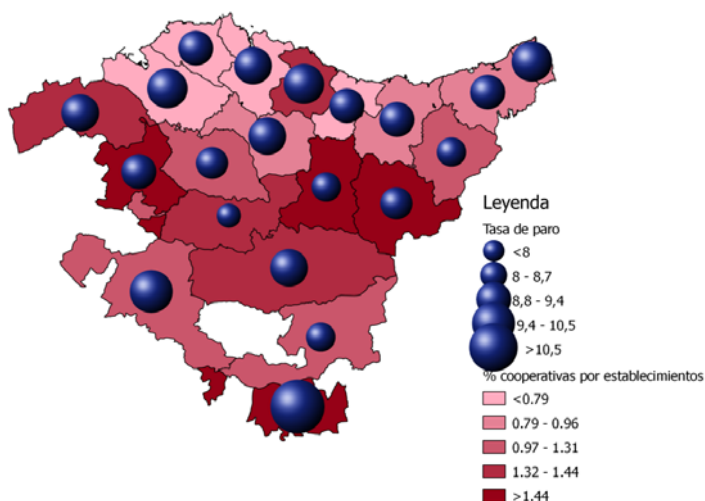 Leyenda
Tasa de paro
<8
8 - 8,7
8,8 - 9,4
9,4 - 10,5
>10,5
% cooperativas por establecimientos
<0.79
0.79 - 0.96
0.97 - 1.31
1.32 - 1.44
>1.44